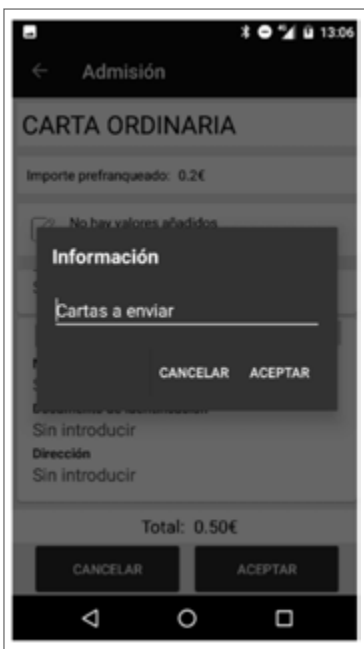 13:06
Admisión
CARTA ORDINARIA
Importe prefranqueado: 0.2€
No hay valores añadidos
Información
Cartas a enviar
CANCELAR ACEPTAR
Sin introducir
Dirección
Sin introducir
Total: 0.50€
CANCELAR ACEPTAR